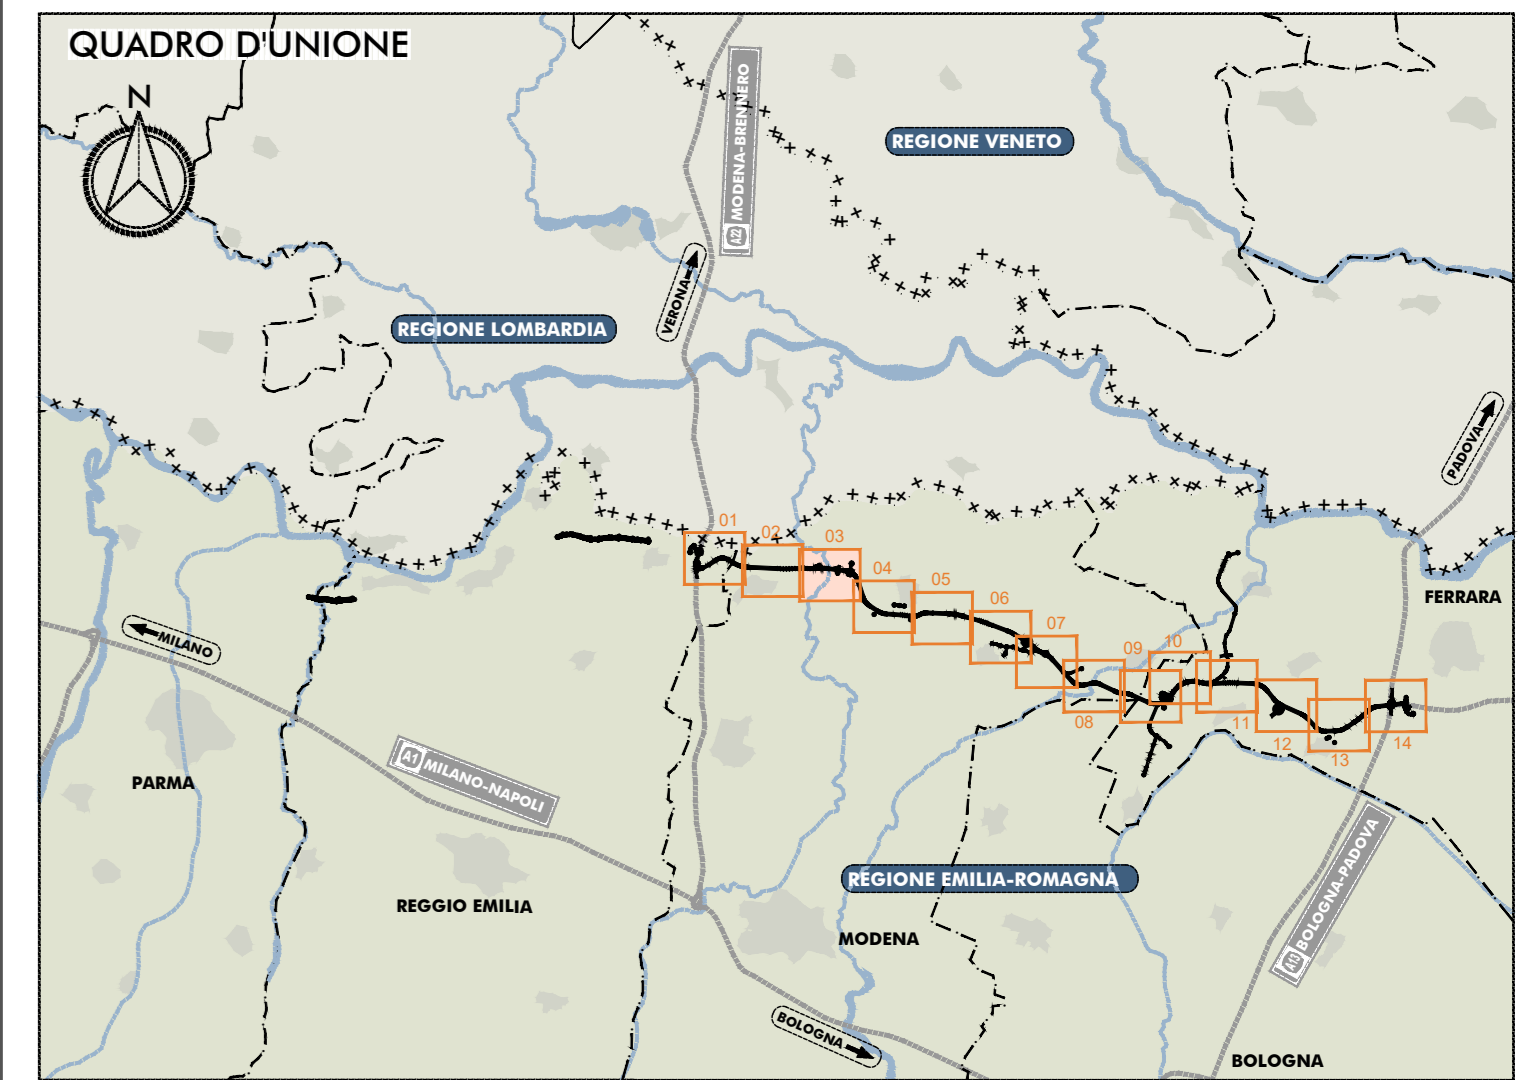 QUADRO D'UNIONE
N
A22 MODENA-BRENNERO
REGIONE VENETO
VERONA
REGIONE LOMBARDIA
PADOVA
01
02
03
04
05
06
07
08
09
10
11
12
13
14
FERRARA
MILANO
PARMA
A1 MILANO-NAPOLI
REGIONE EMILIA-ROMAGNA
REGGIO EMILIA
MODENA
A13 BOLOGNA-PADOVA
BOLOGNA
BOLOGNA